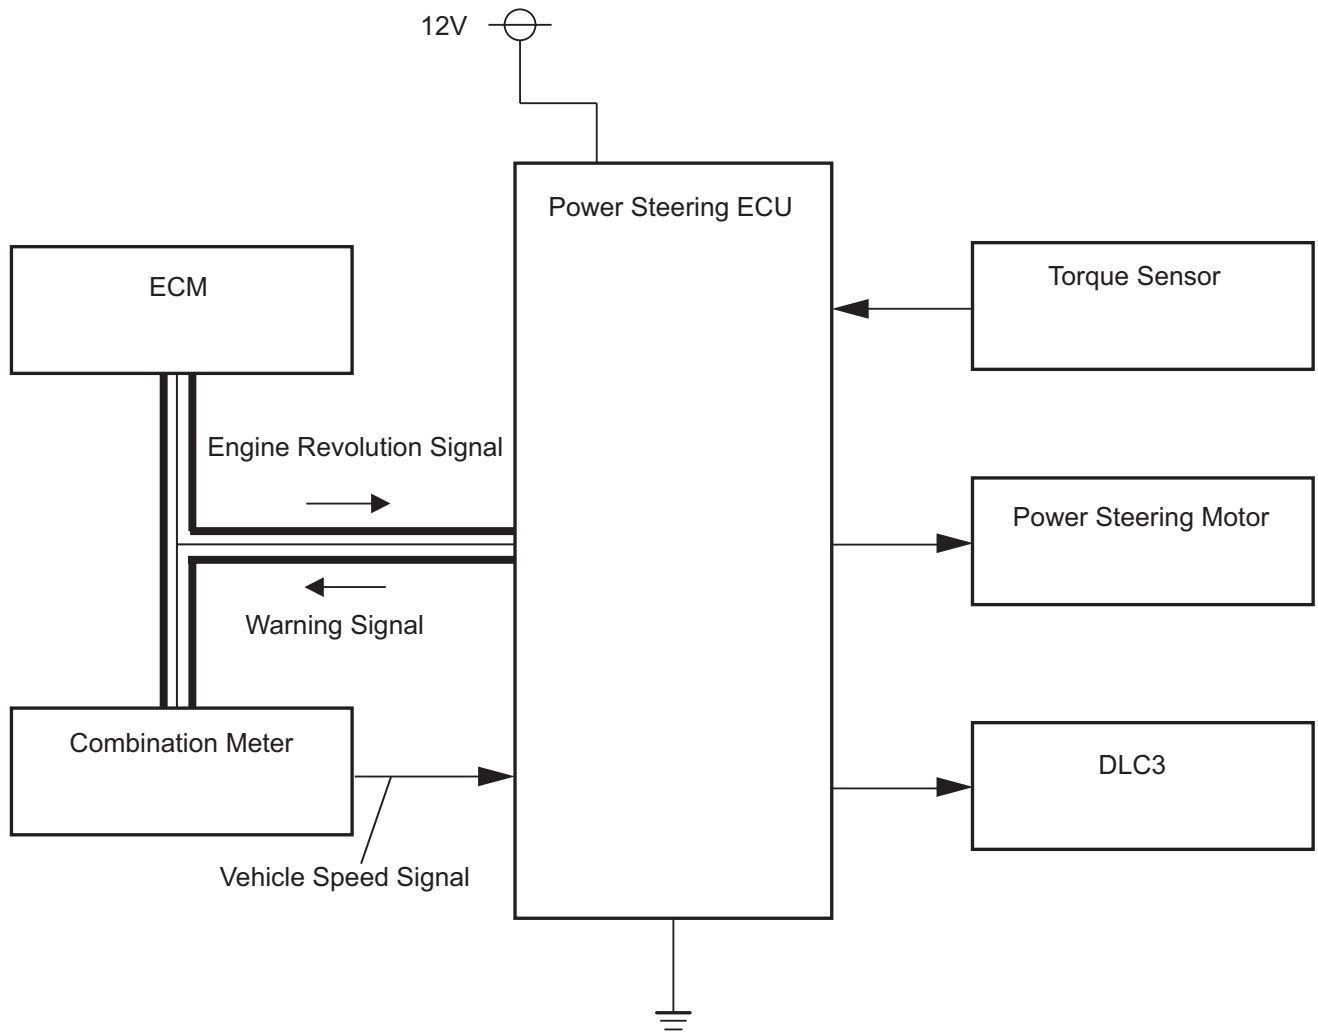 12V
Power Steering ECU
ECM
Torque Sensor
Engine Revolution Signal
Power Steering Motor
Warning Signal
Combination Meter
DLC3
Vehicle Speed Signal